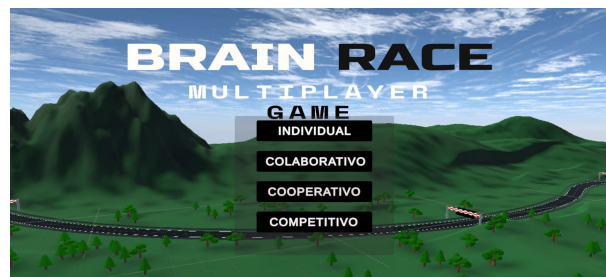 BRAIN RACE
MULTIPLAYER
GAME
INDIVIDUAL
COLABORATIVO
COOPERATIVO
COMPETITIVO